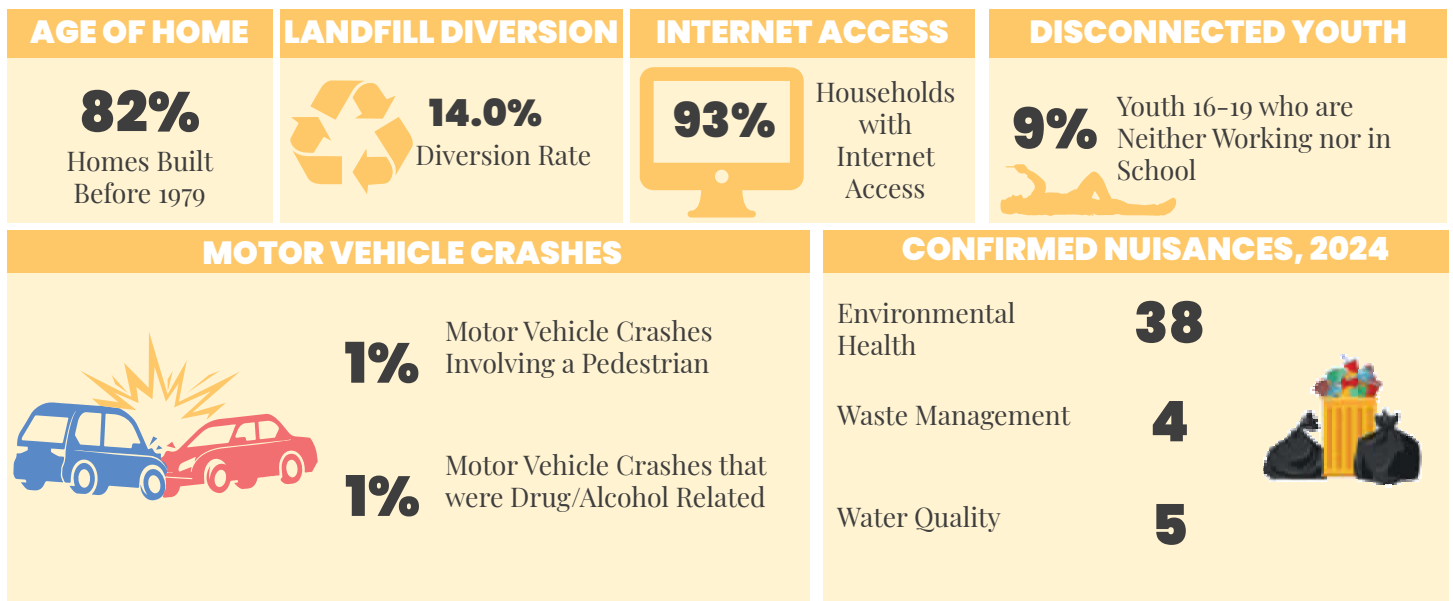 AGE OF HOME
82%
Homes Built
Before 1979
LANDFILL DIVERSION
14.0%
Diversion Rate
INTERNET ACCESS
93%
Households
with
Internet
Access
DISCONNECTED YOUTH
9%
Youth 16-19 who are
Neither Working nor in
School
MOTOR VEHICLE CRASHES
1%
Motor Vehicle Crashes
Involving a Pedestrian
1%
Motor Vehicle Crashes that
were Drug/Alcohol Related
CONFIRMED NUISANCES, 2024
Environmental
Health
38
Waste Management
4
Water Quality
5